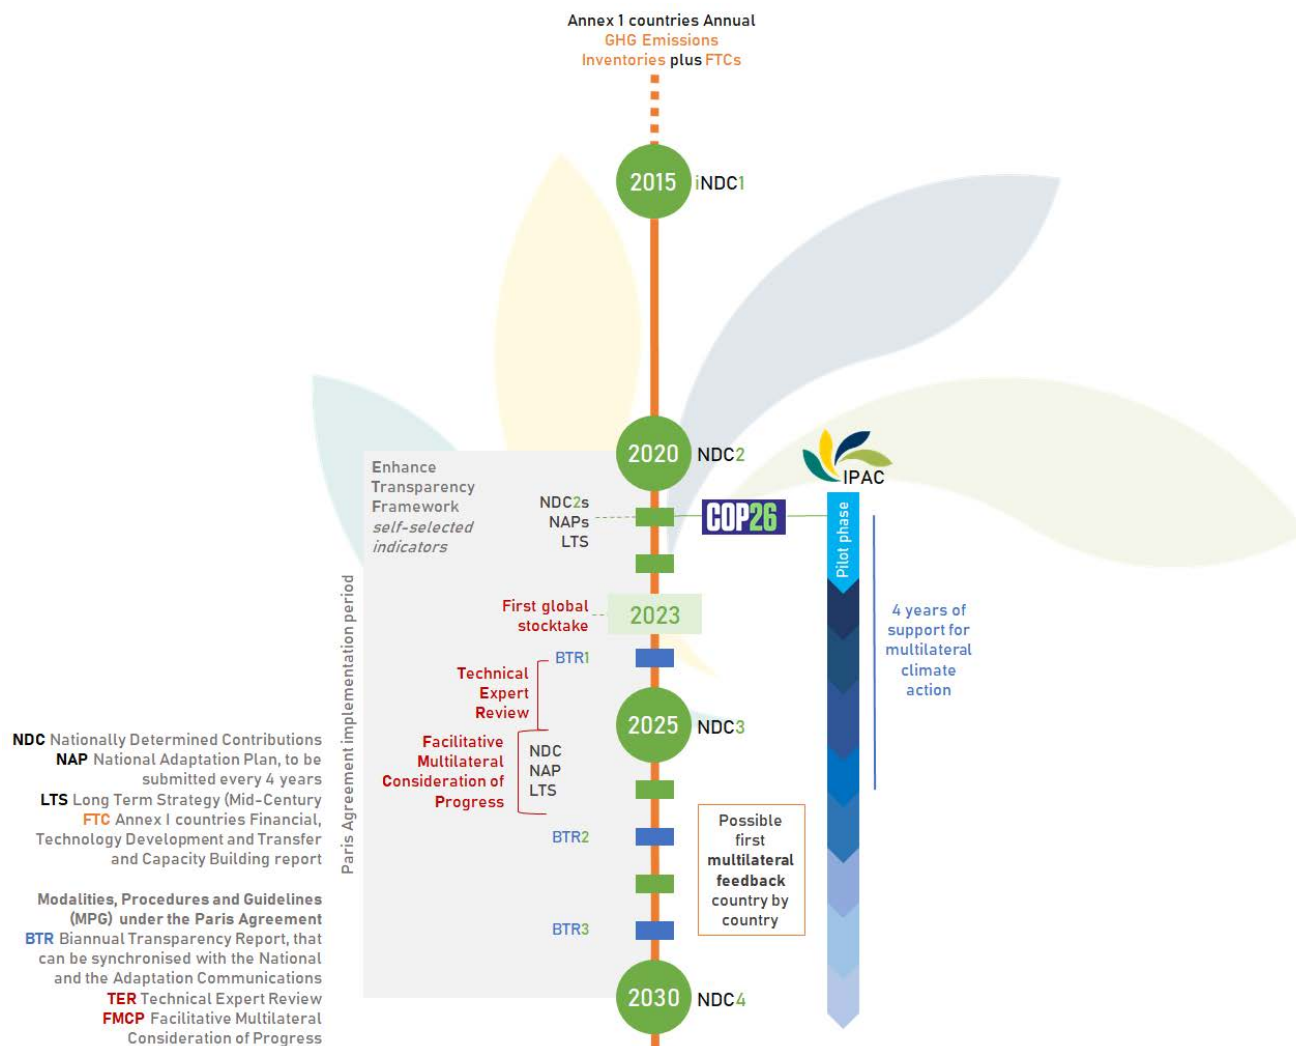 Annex 1 countries Annual
GHG Emissions
Inventories plus FTCs
2015
iNDC1
2020
NDC2
IPAC
Enhance
Transparency
Framework
self-selected
indicators
NDC2s
NAPs
LTS
COP26
Pilot phase
First global
stocktake
2023
4 years of
support for
multilateral
climate
action
BTR1
Technical
Expert
Review
2025
NDC3
Facilitative
Multilateral
Consideration of
Progress
NDC
NAP
LTS
Paris Agreement implementation period
BTR2
Possible
first
multilateral
feedback
country by
country
BTR3
2030
NDC4
NDC Nationally Determined Contributions
NAP National Adaptation Plan, to be
submitted every 4 years
LTS Long Term Strategy (Mid-Century
FTC Annex I countries Financial,
Technology Development and Transfer
and Capacity Building report
Modalities, Procedures and Guidelines
(MPG) under the Paris Agreement
BTR Biannual Transparency Report, that
can be synchronised with the National
and the Adaptation Communications
TER Technical Expert Review
FMCP Facilitative Multilateral
Consideration of Progress